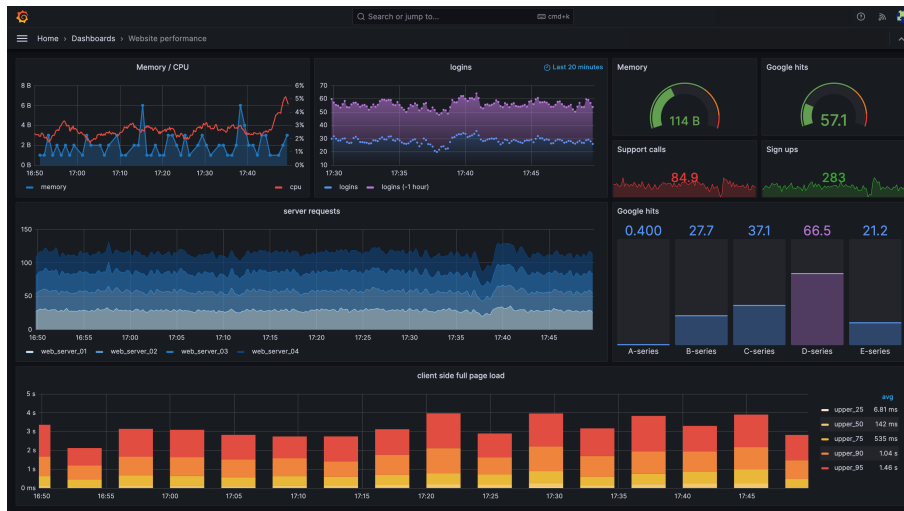 Search or jump to... cmd+k
Home › Dashboards › Website performance
Memory / CPU
8 B
6 B
4 B
2 B
0 B
6%
5%
4%
3%
2%
1%
0%
16:50 17:00 17:10 17:20 17:30 17:40
memory cpu
logins
Last 20 minutes
70
60
50
40
30
20
10
17:30 17:35 17:40 17:45
logins logins (-1 hour)
Memory
114 B
Google hits
57.1
Support calls
84.9
Sign ups
283
server requests
150
100
50
0
16:50 16:55 17:00 17:05 17:10 17:15 17:20 17:25 17:30 17:35 17:40 17:45
web_server_01 web_server_02 web_server_03 web_server_04
Google hits
0.400 27.7 37.1 66.5 21.2
A-series B-series C-series D-series E-series
client side full page load
5 s
4 s
3 s
2 s
1 s
0 ms
16:50 16:55 17:00 17:05 17:10 17:15 17:20 17:25 17:30 17:35 17:40 17:45
avg
upper_25 6.81 ms
upper_50 142 ms
upper_75 535 ms
upper_90 1.04 s
upper_95 1.46 s